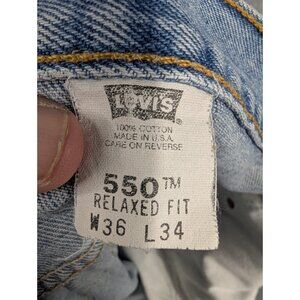 LEVI'S
100% COTTON
MADE IN U.S.A.
CARE ON REVERSE
550™
RELAXED FIT
W36 L34